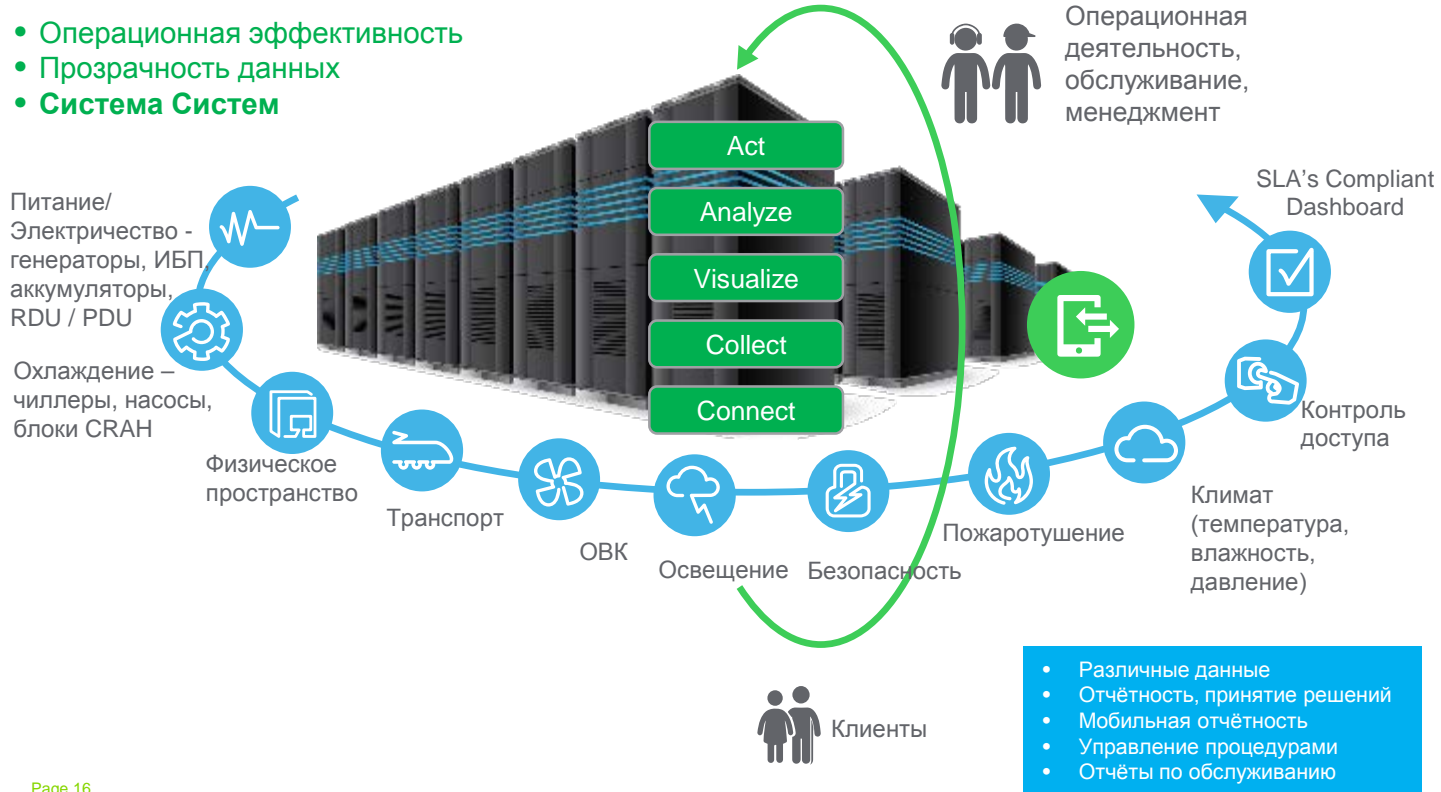 • Операционная эффективность
• Прозрачность данных
• Система Систем
Операционная
деятельность,
обслуживание,
менеджмент
Act
Analyze
Visualize
Collect
Connect
Питание/
Электричество -
генераторы, ИБП,
аккумуляторы,
RDU / PDU
Охлаждение –
чиллеры, насосы,
блоки CRAH
Физическое
пространство
Транспорт
ОВК
Освещение
Безопасность
Пожаротушение
Климат
(температура,
влажность,
давление)
Контроль
доступа
SLA’s Compliant
Dashboard
Клиенты
• Различные данные
• Отчётность, принятие решений
• Мобильная отчётность
• Управление процедурами
• Отчёты по обслуживанию
Page 16